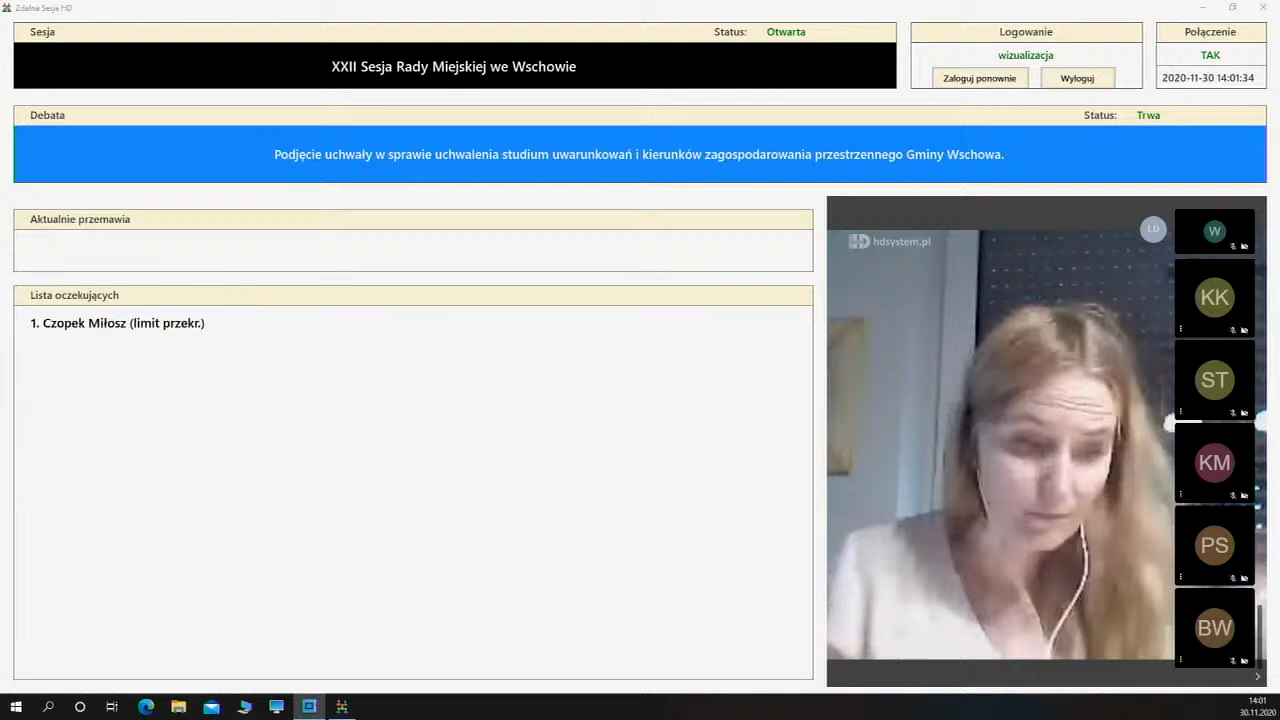 Zdalna Sesja HD
Sesja
Status: Otwarta
XXII Sesja Rady Miejskiej we Wschowie
Logowanie
wizualizacja
Zaloguj ponownie
Wyloguj
Połączenie
TAK
2020-11-30 14:01:34
Debata
Status: Trwa
Podjęcie uchwały w sprawie uchwalenia studium uwarunkowań i kierunków zagospodarowania przestrzennego Gminy Wschowa.
Aktualnie przemawia
Lista oczekujących
1. Czopek Miłosz (limit przekr.)
HD hdsystem.pl
LD
W
KK
ST
KM
PS
BW
14:01
30.11.2020